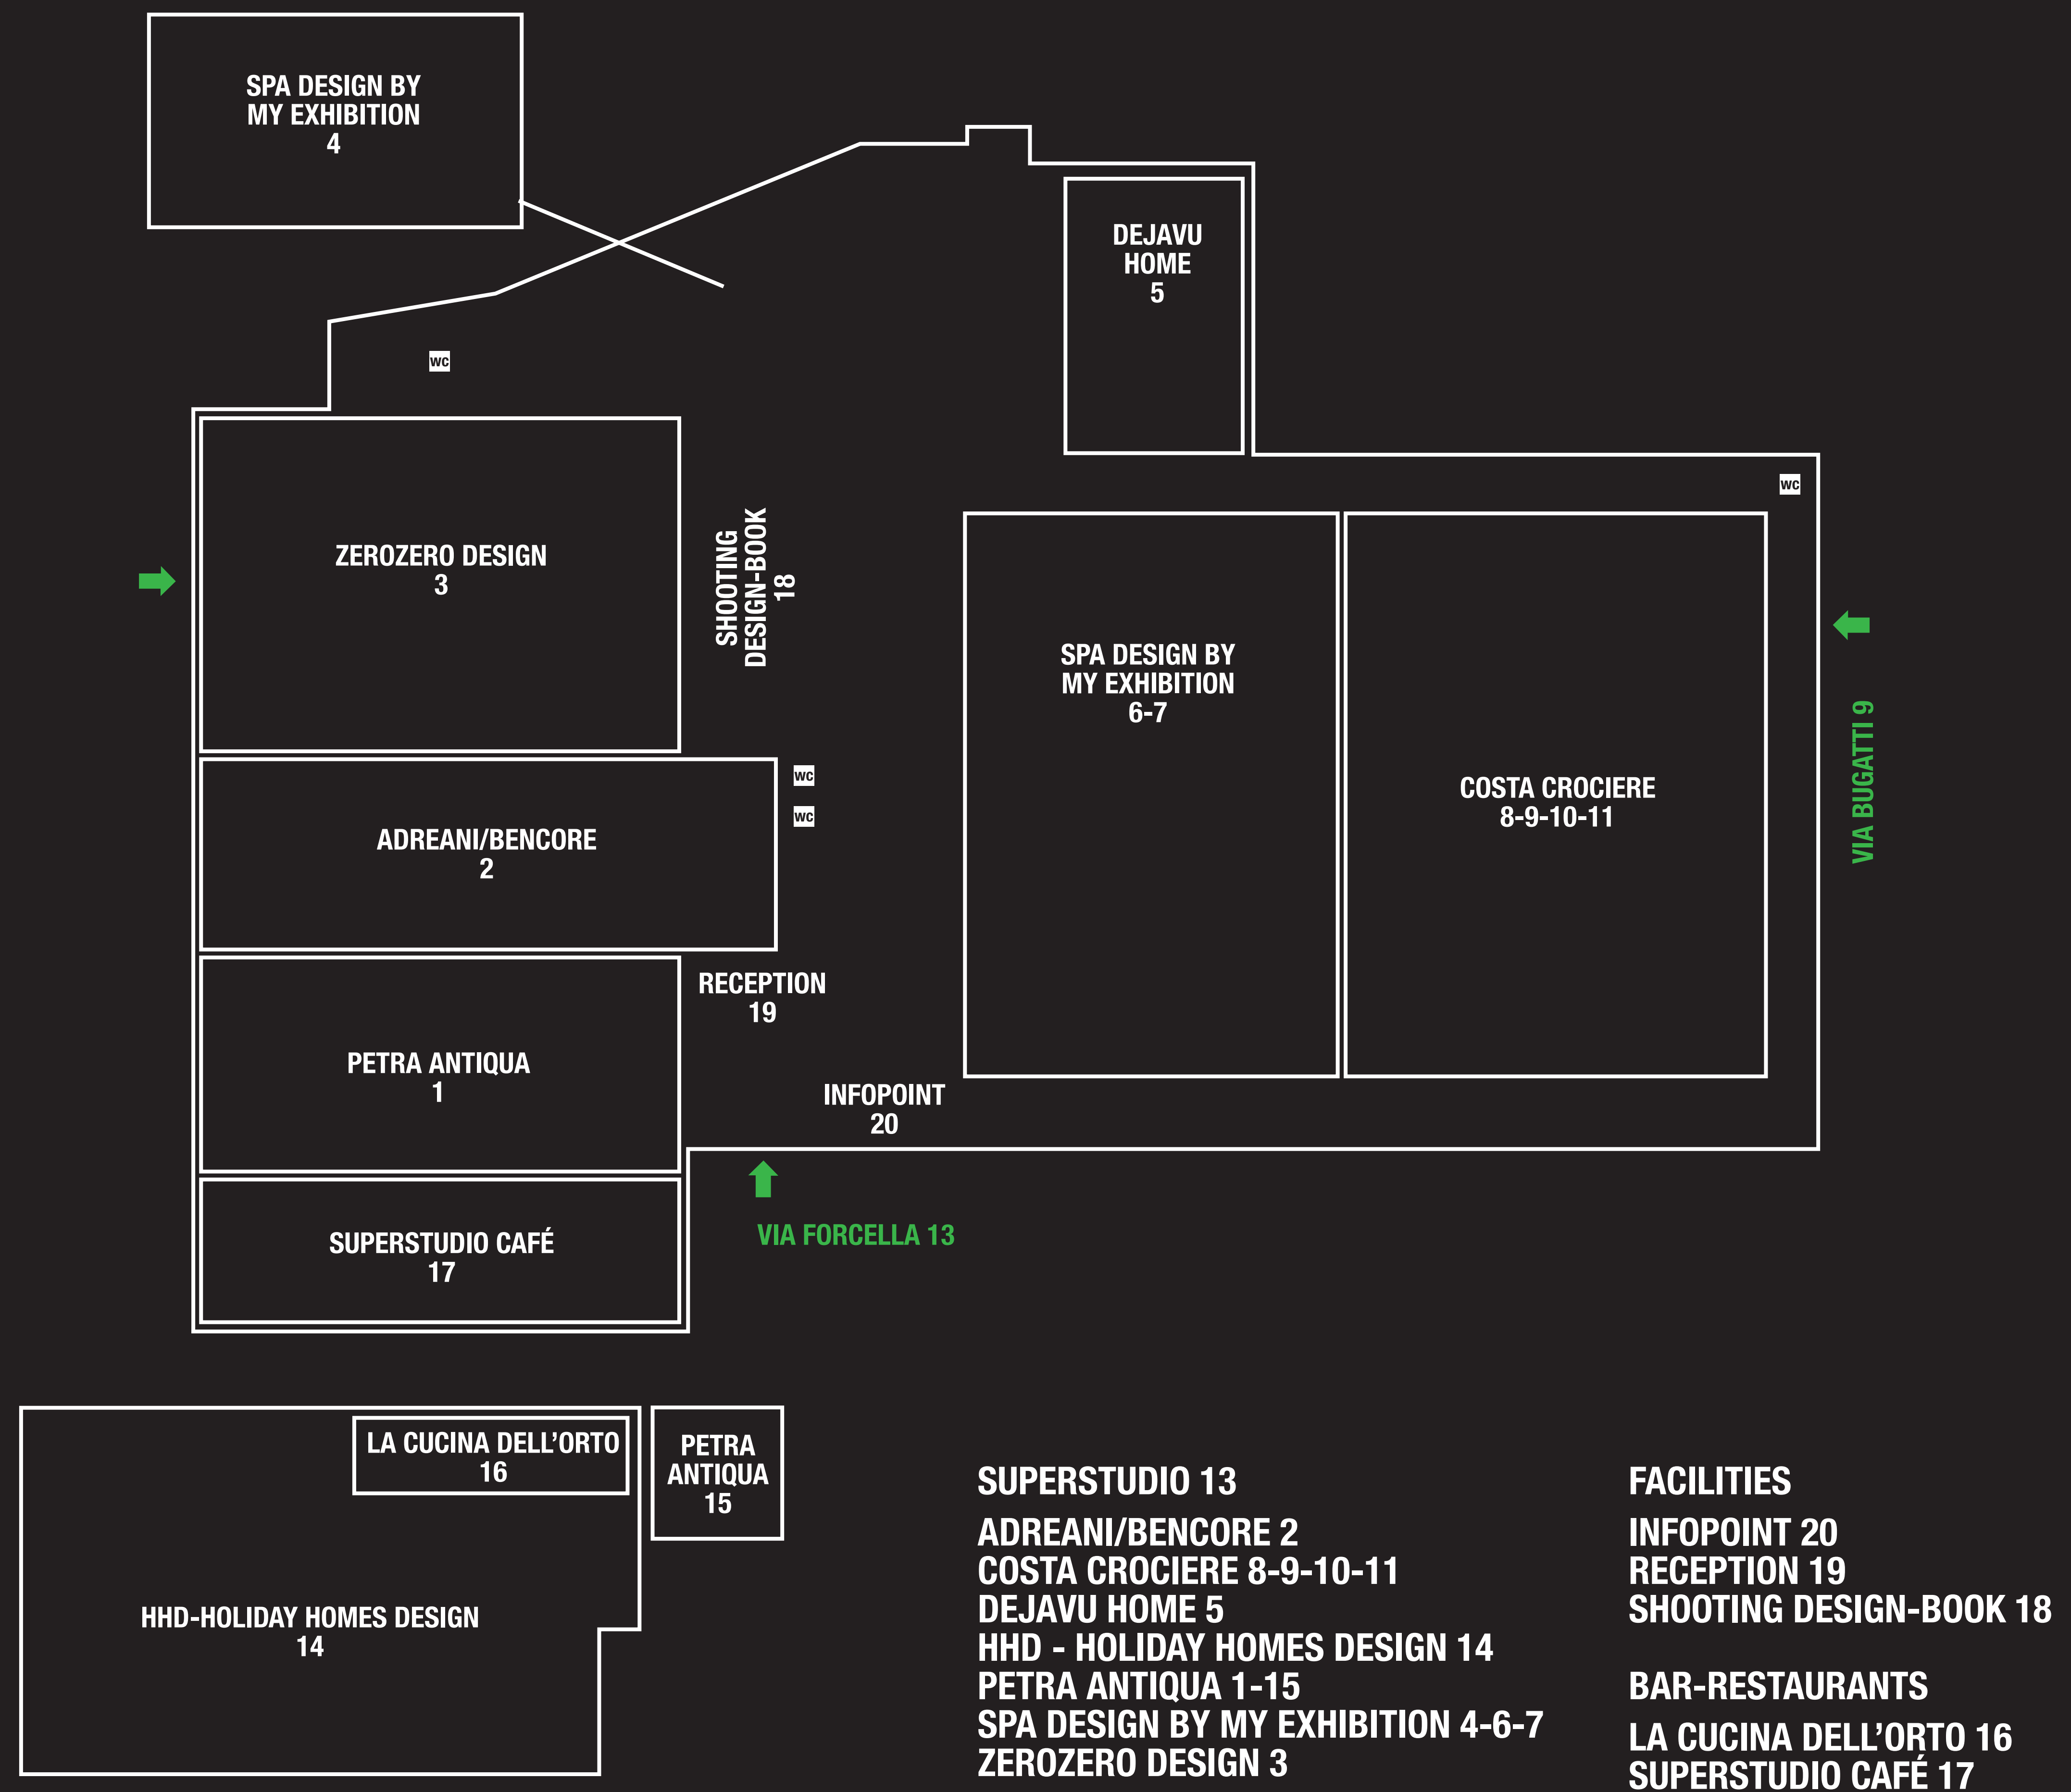 SPA DESIGN BY
MY EXHIBITION
4
DEJAVU
HOME
5
WC
WC
ZEROZERO DESIGN
3
SHOOTING
DESIGN-BOOK
18
SPA DESIGN BY
MY EXHIBITION
6-7
COSTA CROCIERE
8-9-10-11
VIA BUGATTI 9
WC
WC
ADREANI/BENCORE
2
RECEPTION
19
PETRA ANTIQUA
1
INFOPOINT
20
VIA FORCELLA 13
SUPERSTUDIO CAFÉ
17
LA CUCINA DELL’ORTO
16
PETRA
ANTIQUA
15
HHD-HOLIDAY HOMES DESIGN
14
SUPERSTUDIO 13
ADREANI/BENCORE 2
COSTA CROCIERE 8-9-10-11
DEJAVU HOME 5
HHD - HOLIDAY HOMES DESIGN 14
PETRA ANTIQUA 1-15
SPA DESIGN BY MY EXHIBITION 4-6-7
ZEROZERO DESIGN 3
FACILITIES
INFOPOINT 20
RECEPTION 19
SHOOTING DESIGN-BOOK 18
BAR-RESTAURANTS
LA CUCINA DELL’ORTO 16
SUPERSTUDIO CAFÉ 17